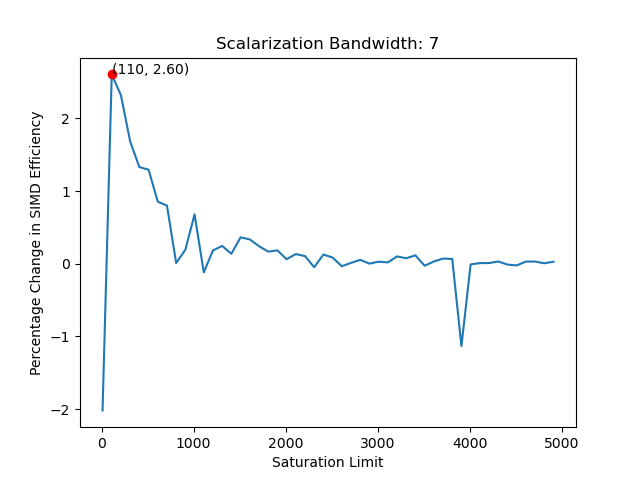 Scalarization Bandwidth: 7
(110, 2.60)
2
1
0
−1
−2
Percentage Change in SIMD Efficiency
0 1000 2000 3000 4000 5000
Saturation Limit